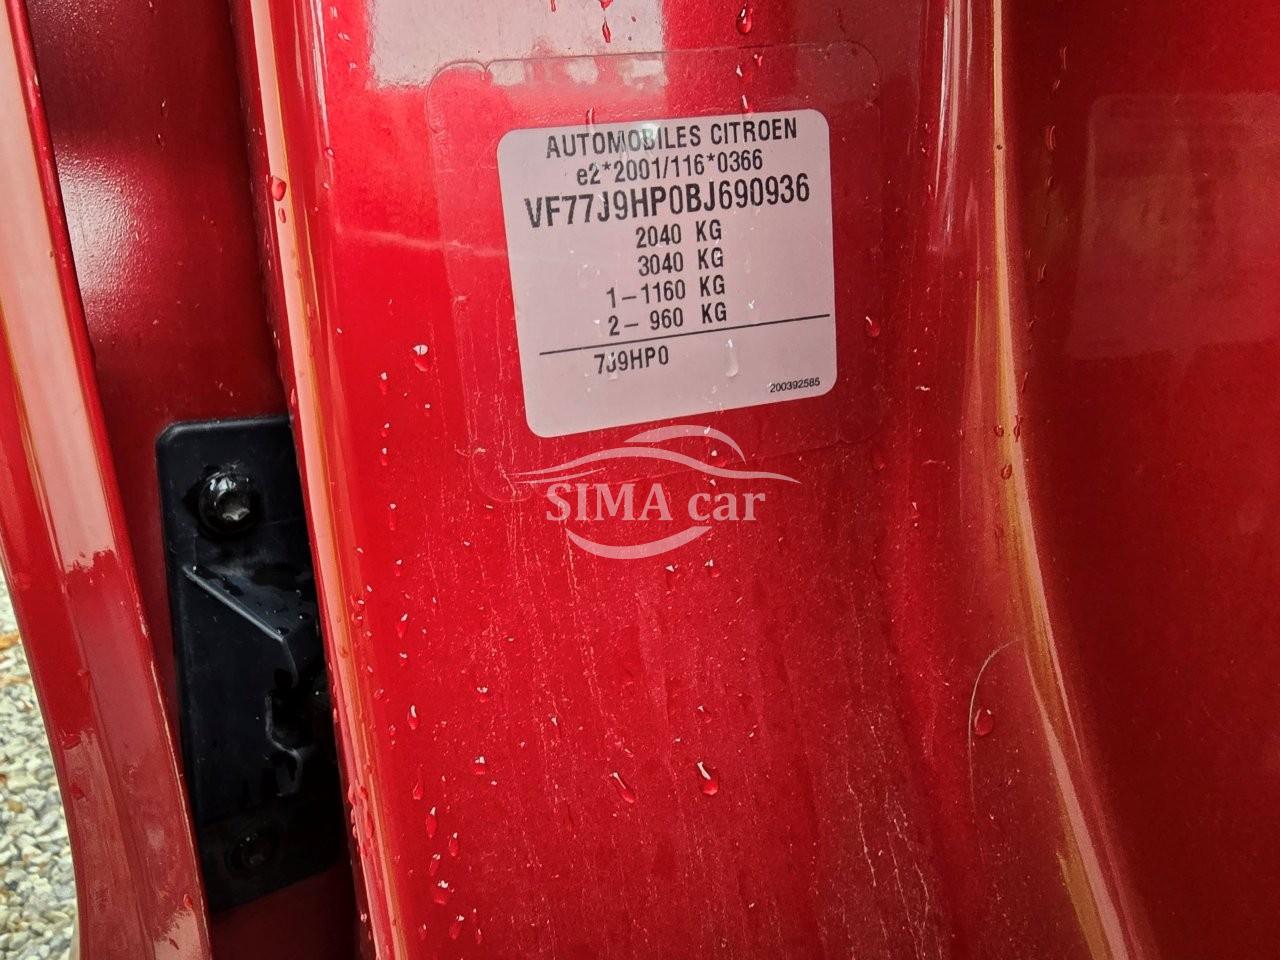 AUTOMOBILES CITROEN
e2*2001/116*0366
VF77J9HP0BJ690936
2040 KG
3040 KG
1-1160 KG
2- 960 KG
7J9HP0
200392585
SIMA car